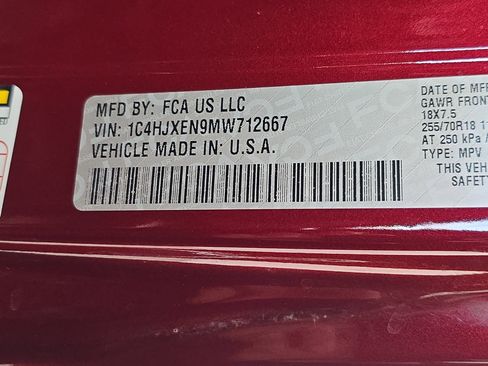 MFD BY: FCA US LLC
VIN: 1C4HJXEN9MW712667
VEHICLE MADE IN: U.S.A.
DATE OF MFR
GAWR FRONT
18X7.5
255/70R18 11
AT 250 kPa /
TYPE: MPV
THIS VEH
SAFETY